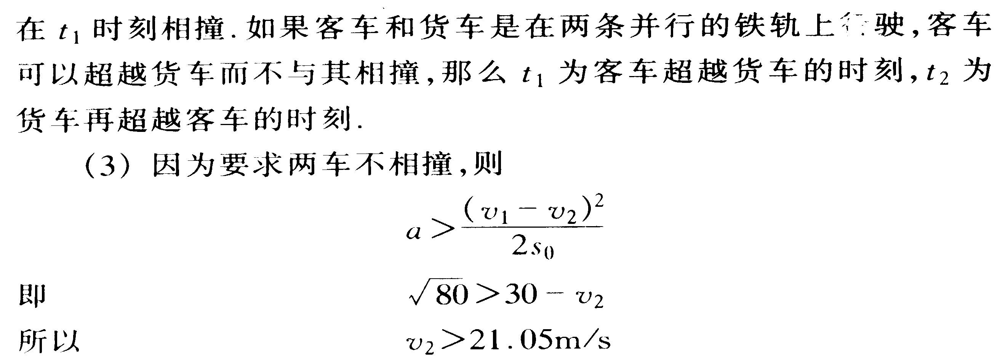 在 t₁ 时刻相撞.如果客车和货车是在两条并行的铁轨上行驶,客车
可以超越货车而不与其相撞,那么 t₁ 为客车超越货车的时刻,t₂ 为
货车再超越客车的时刻.
(3) 因为要求两车不相撞,则
a > (v₁ - v₂)² / 2s₀
即 √80 > 30 - v₂
所以 v₂ > 21.05m/s